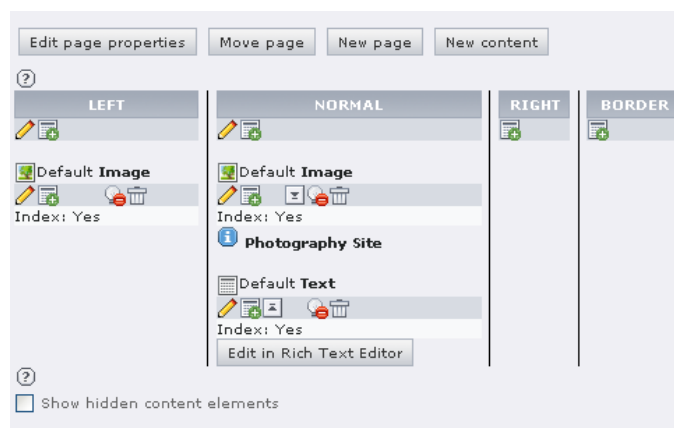 Edit page properties Move page New page New content
LEFT NORMAL RIGHT BORDER
Default Image Default Image
Index: Yes Index: Yes
Photography Site
Default Text
Index: Yes
Edit in Rich Text Editor
Show hidden content elements